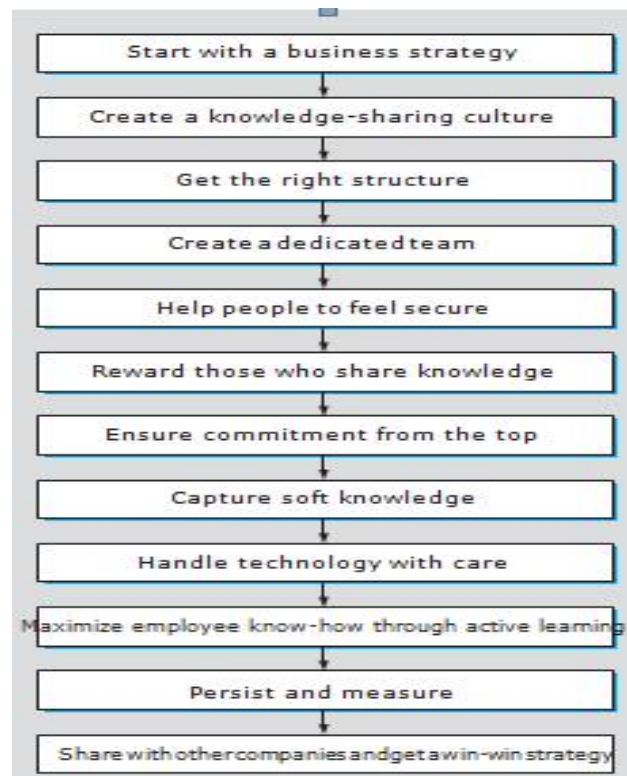 Start with a business strategy
Create a knowledge-sharing culture
Get the right structure
Create a dedicated team
Help people to feel secure
Reward those who share knowledge
Ensure commitment from the top
Capture soft knowledge
Handle technology with care
Maximize employee know-how through active learning
Persist and measure
Share with other companies and get a win-win strategy